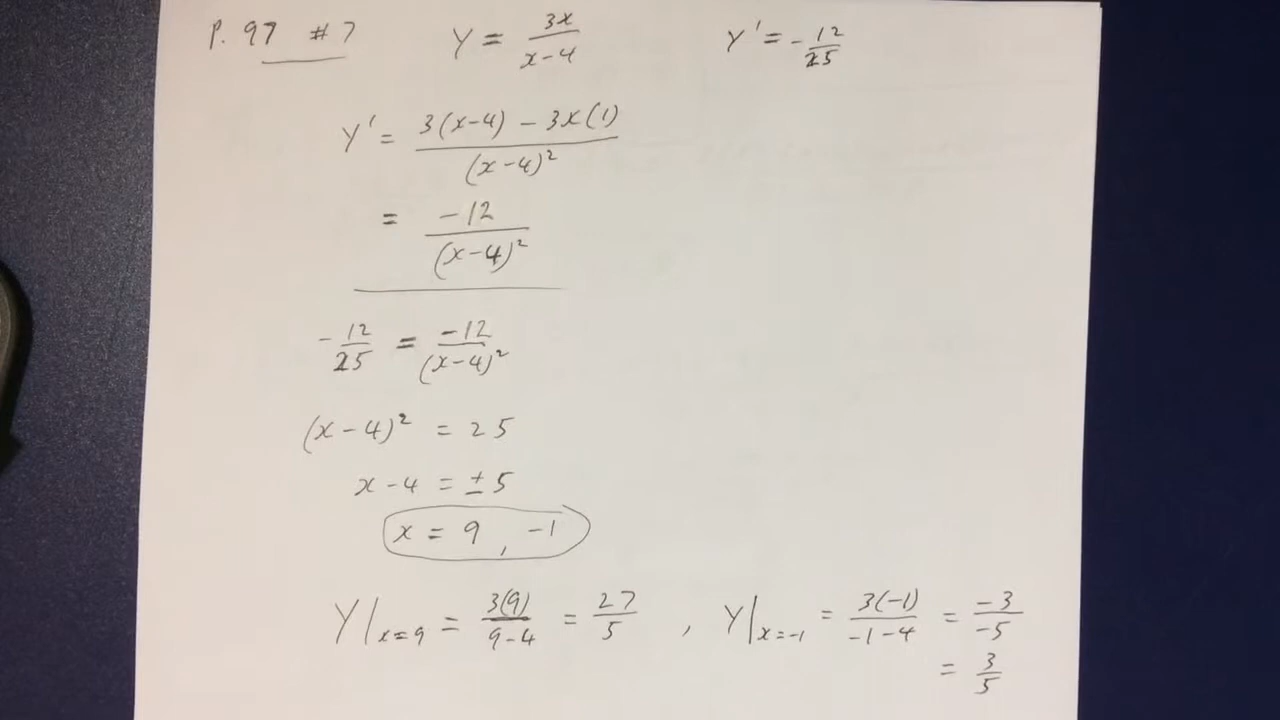 P. 97 # 7 Y = 3x/(x-4) Y' = -12/25
Y' = (3(x-4) - 3x(1))/(x-4)²
= -12/(x-4)²
-12/25 = -12/(x-4)²
(x-4)² = 25
x-4 = ±5
x = 9, -1
Y|x=9 = 3(9)/(9-4) = 27/5 , Y|x=-1 = 3(-1)/(-1-4) = -3/-5
= 3/5